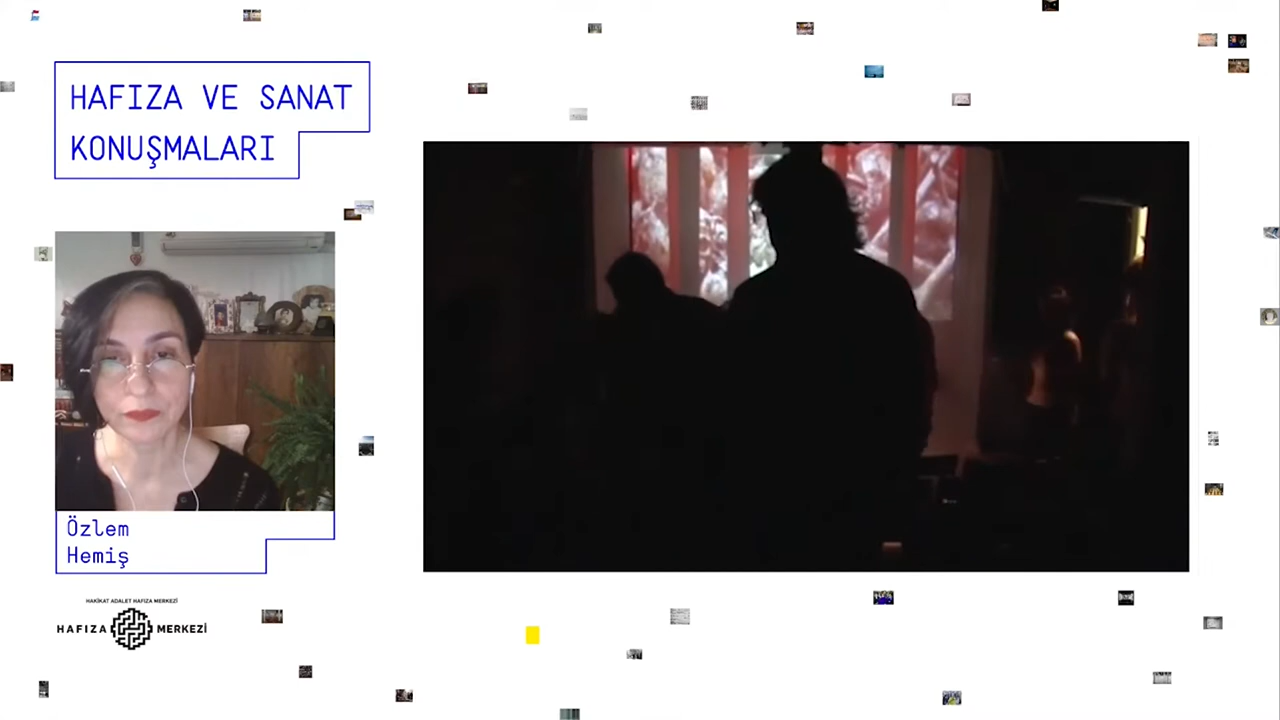 HAFIZA VE SANAT
KONUŞMALARI
Özlem
Hemiş
HAKİKAT ADALET HAFIZA MERKEZİ
HAFIZA MERKEZİ